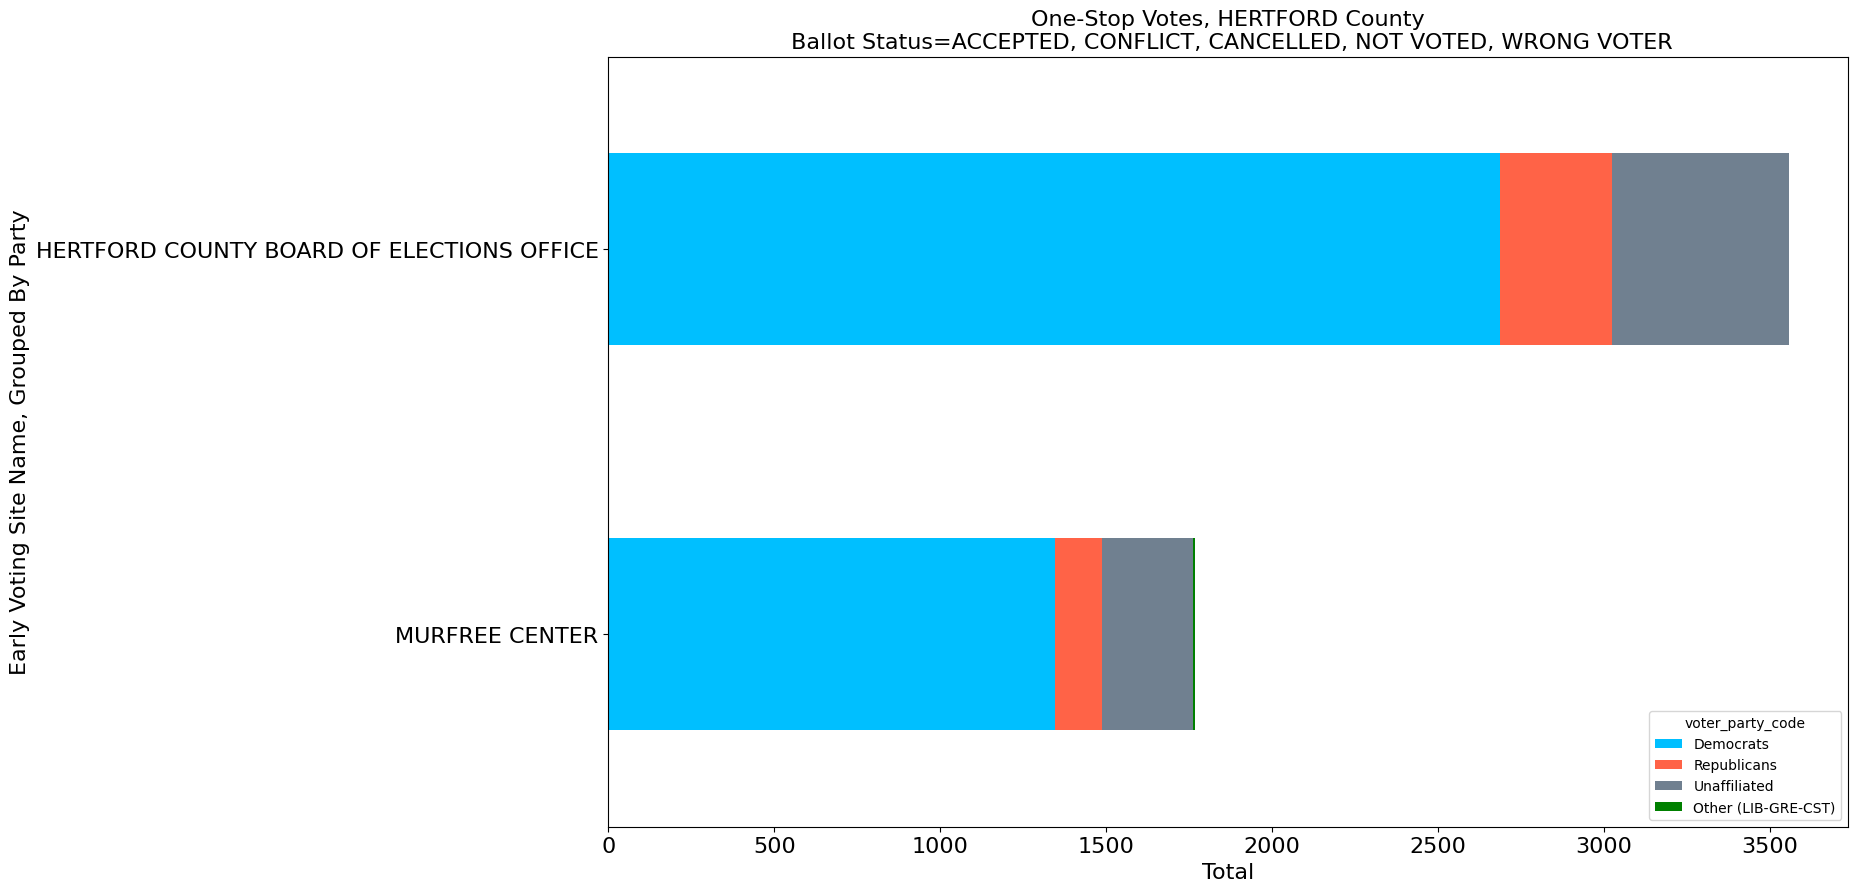 One-Stop Votes, HERTFORD County
Ballot Status=ACCEPTED, CONFLICT, CANCELLED, NOT VOTED, WRONG VOTER
Early Voting Site Name, Grouped By Party
HERTFORD COUNTY BOARD OF ELECTIONS OFFICE
MURFREE CENTER
voter_party_code
Democrats
Republicans
Unaffiliated
Other (LIB-GRE-CST)
0 500 1000 1500 2000 2500 3000 3500
Total